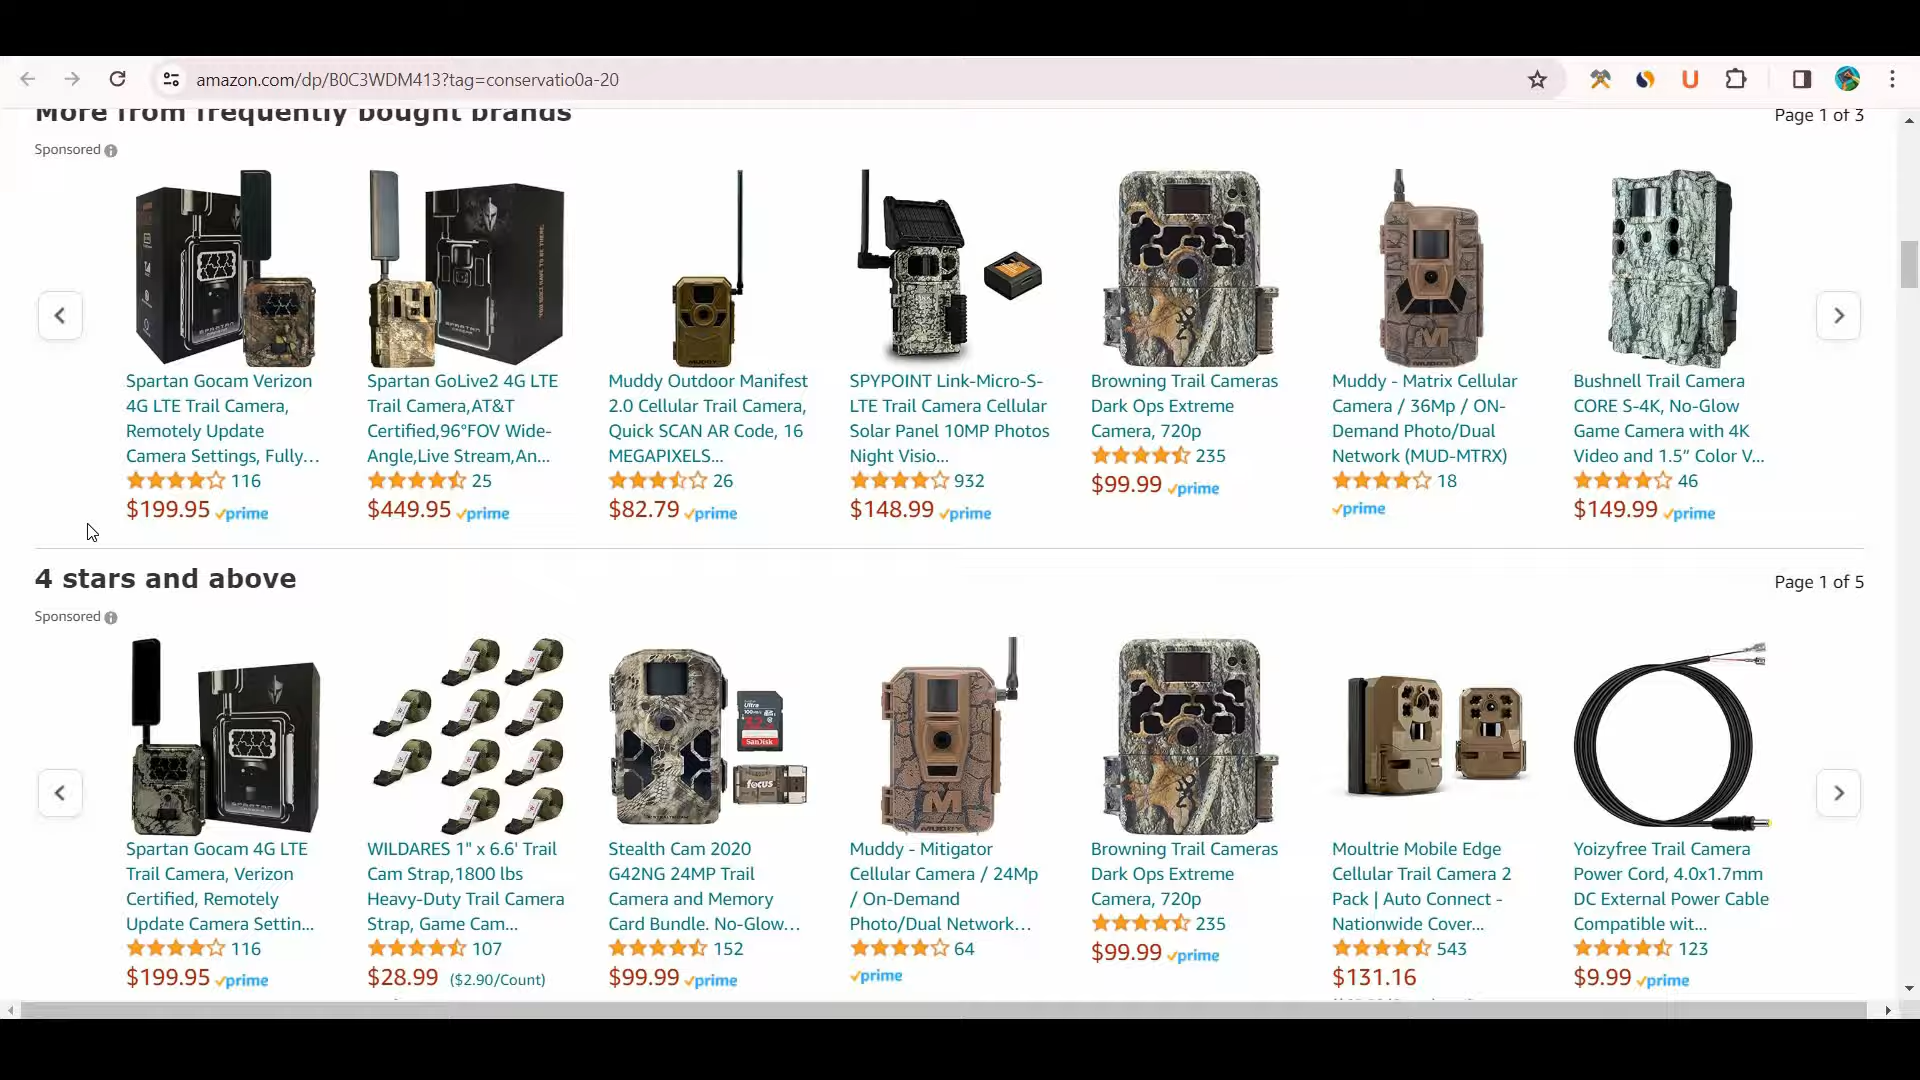 amazon.com/dp/B0C3WDM413?tag=conservatio0a-20
More from frequently bought brands
Page 1 of 3
Sponsored
Spartan Gocam Verizon
4G LTE Trail Camera,
Remotely Update
Camera Settings, Fully…
116
$199.95 prime
Spartan GoLive2 4G LTE
Trail Camera,AT&T
Certified,96°FOV Wide-
Angle,Live Stream,An…
25
$449.95 prime
Muddy Outdoor Manifest
2.0 Cellular Trail Camera,
Quick SCAN AR Code, 16
MEGAPIXELS…
26
$82.79 prime
SPYPOINT Link-Micro-S-
LTE Trail Camera Cellular
Solar Panel 10MP Photos
Night Visio…
932
$148.99 prime
Browning Trail Cameras
Dark Ops Extreme
Camera, 720p
235
$99.99 prime
Muddy - Matrix Cellular
Camera / 36Mp / ON-
Demand Photo/Dual
Network (MUD-MTRX)
18
prime
Bushnell Trail Camera
CORE S-4K, No-Glow
Game Camera with 4K
Video and 1.5” Color V…
46
$149.99 prime
4 stars and above
Page 1 of 5
Sponsored
Spartan Gocam 4G LTE
Trail Camera, Verizon
Certified, Remotely
Update Camera Settin…
116
$199.95 prime
WILDARES 1" x 6.6' Trail
Cam Strap,1800 lbs
Heavy-Duty Trail Camera
Strap, Game Cam…
107
$28.99 ($2.90/Count)
Ultra
SanDisk
focus
Stealth Cam 2020
G42NG 24MP Trail
Camera and Memory
Card Bundle. No-Glow…
152
$99.99 prime
M
MUDDY
Muddy - Mitigator
Cellular Camera / 24Mp
/ On-Demand
Photo/Dual Network…
64
prime
Browning Trail Cameras
Dark Ops Extreme
Camera, 720p
235
$99.99 prime
Moultrie Mobile Edge
Cellular Trail Camera 2
Pack | Auto Connect -
Nationwide Cover…
543
$131.16
Yoizyfree Trail Camera
Power Cord, 4.0x1.7mm
DC External Power Cable
Compatible wit…
123
$9.99 prime